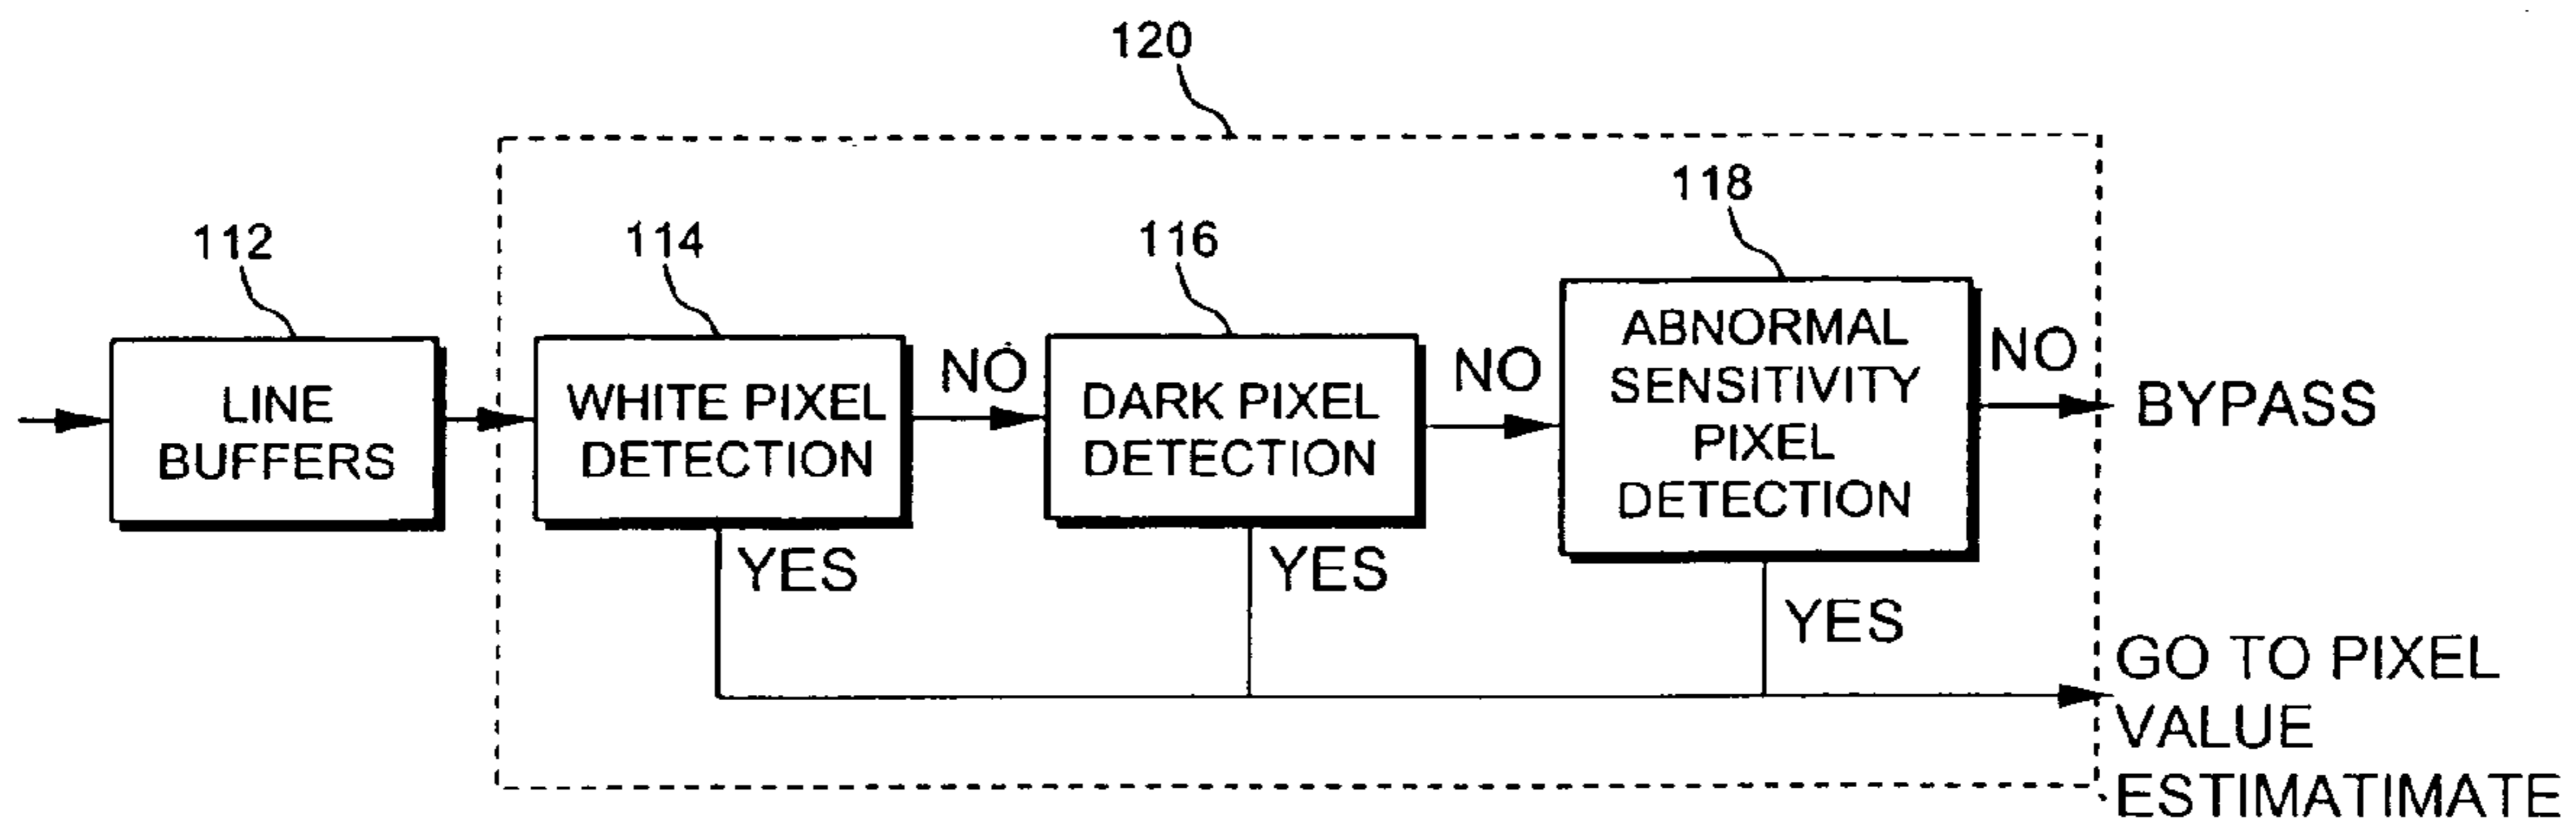 120
118
112
114
116
LINE
BUFFERS
WHITE PIXEL
DETECTION
NO
DARK PIXEL
DETECTION
NO
ABNORMAL
SENSITIVITY
PIXEL
DETECTION
NO
BYPASS
YES
YES
YES
GO TO PIXEL
VALUE
ESTIMATIMATE